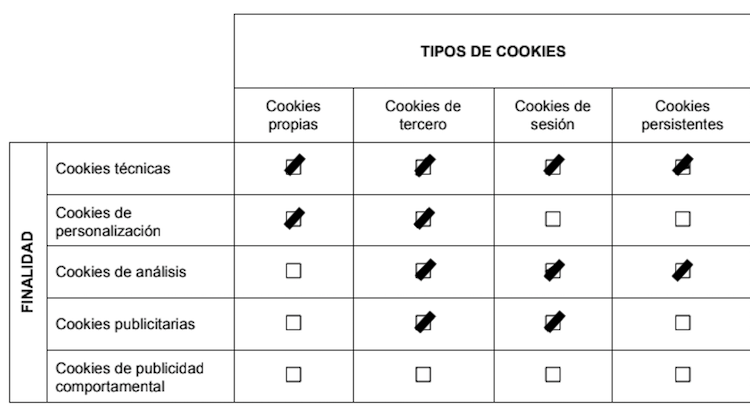 TIPOS DE COOKIES
Cookies
propias
Cookies de
tercero
Cookies de
sesión
Cookies
persistentes
FINALIDAD
Cookies técnicas
Cookies de
personalización
Cookies de análisis
Cookies publicitarias
Cookies de publicidad
comportamental